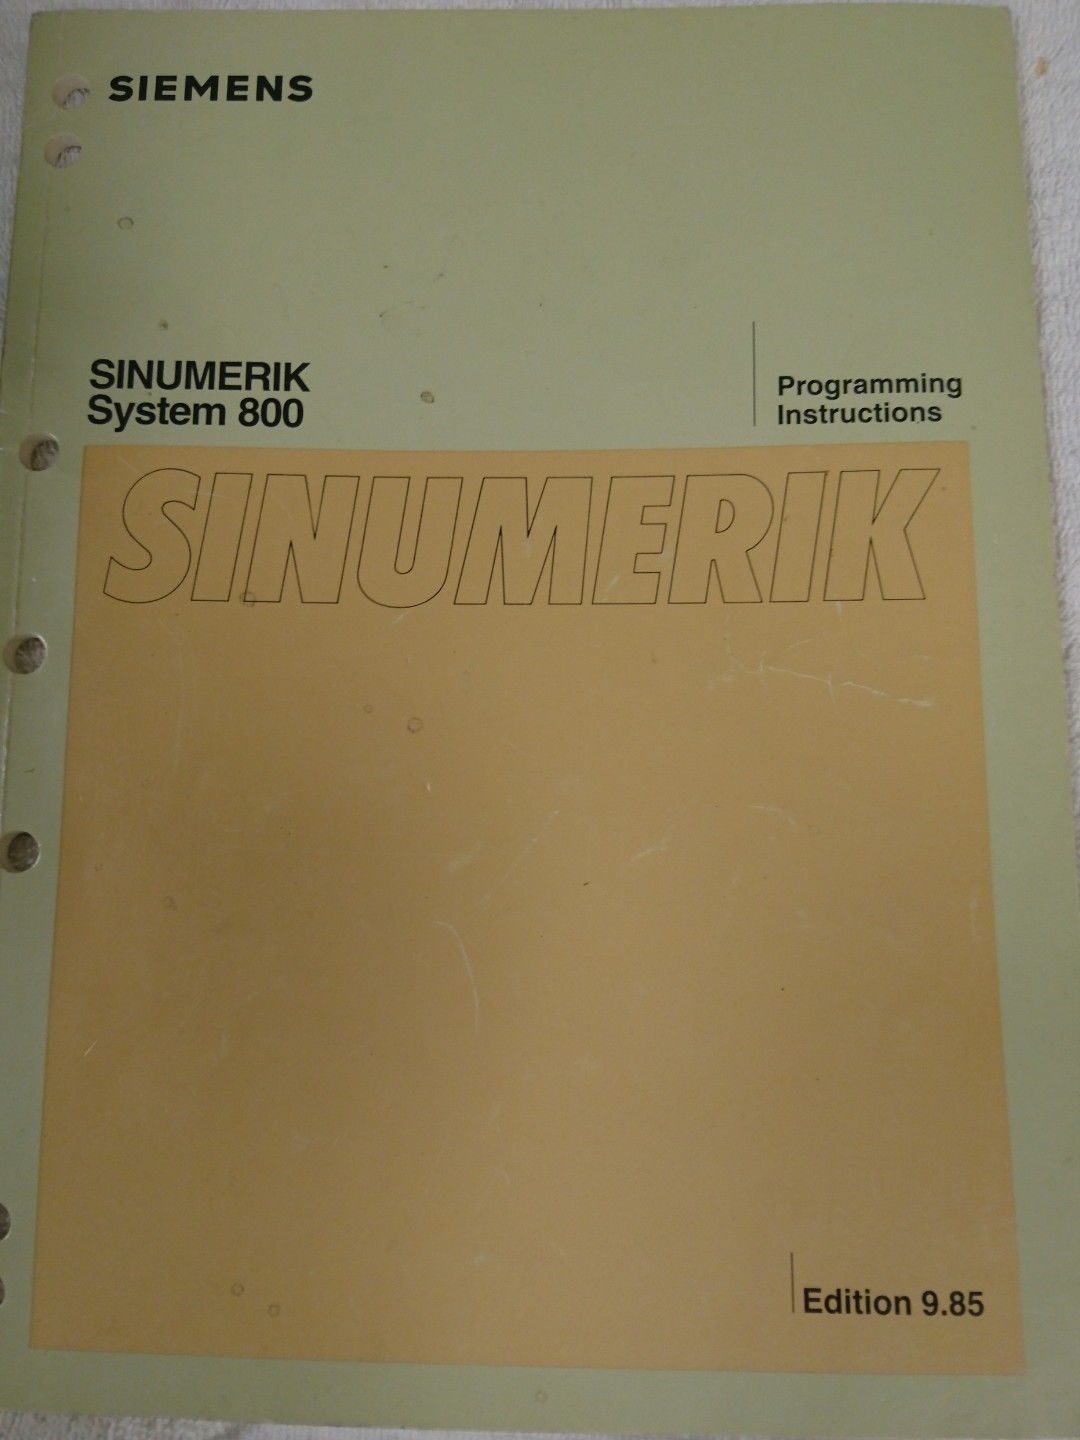 SIEMENS
SINUMERIK
System 800
Programming
Instructions
SINUMERIK
Edition 9.85